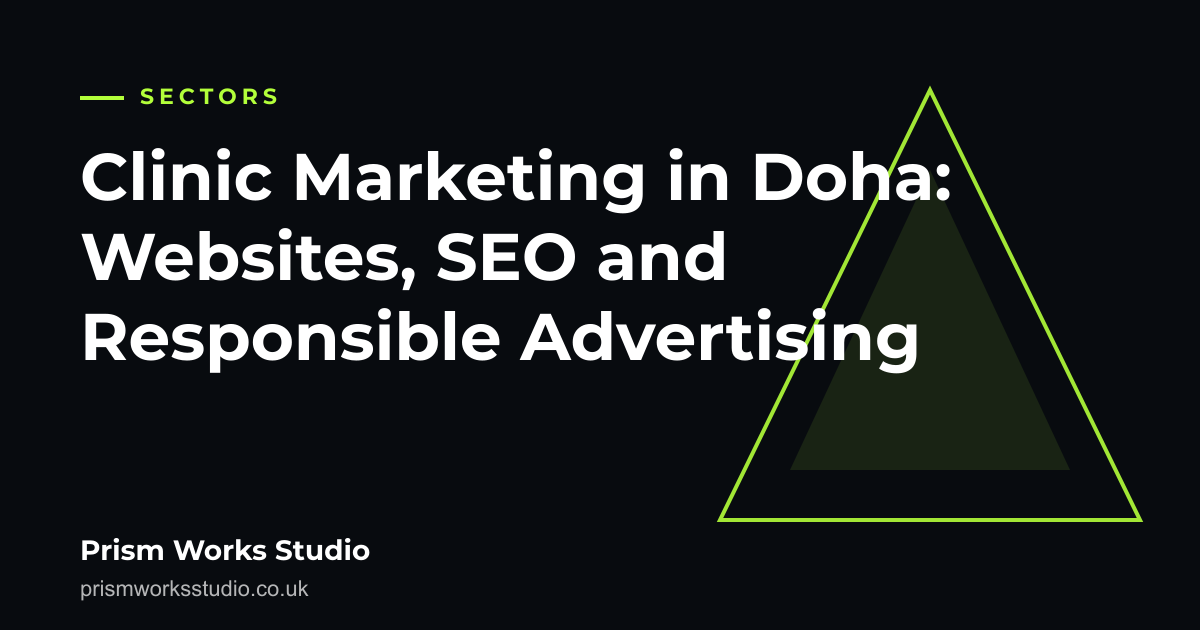 SECTORS
Clinic Marketing in Doha:
Websites, SEO and
Responsible Advertising
Prism Works Studio
prismworksstudio.co.uk